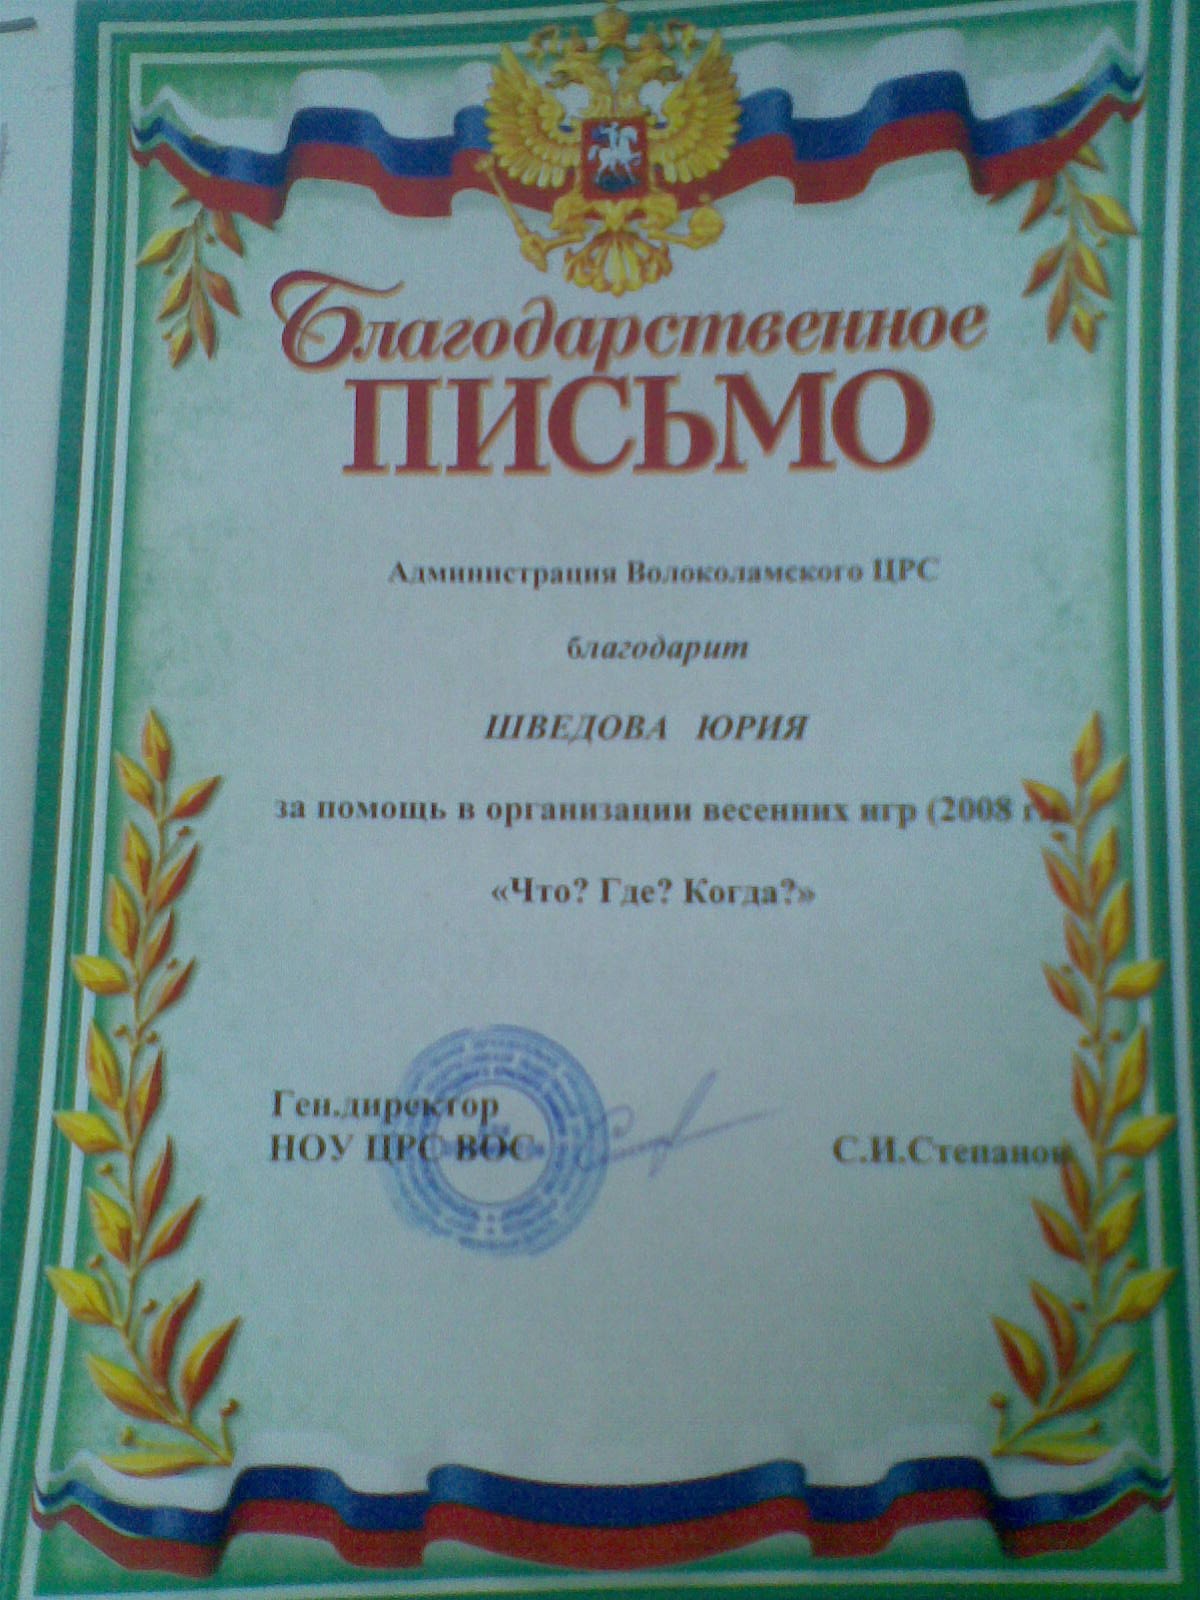 Благодарственное
ПИСЬМО
Администрация Волоколамского ЦРС
благодарит
ШВЕДОВА ЮРИЯ
за помощь в организации весенних игр (2008 г.)
«Что? Где? Когда?»
Ген.директор
НОУ ЦРС ВОС С.И.Степанов